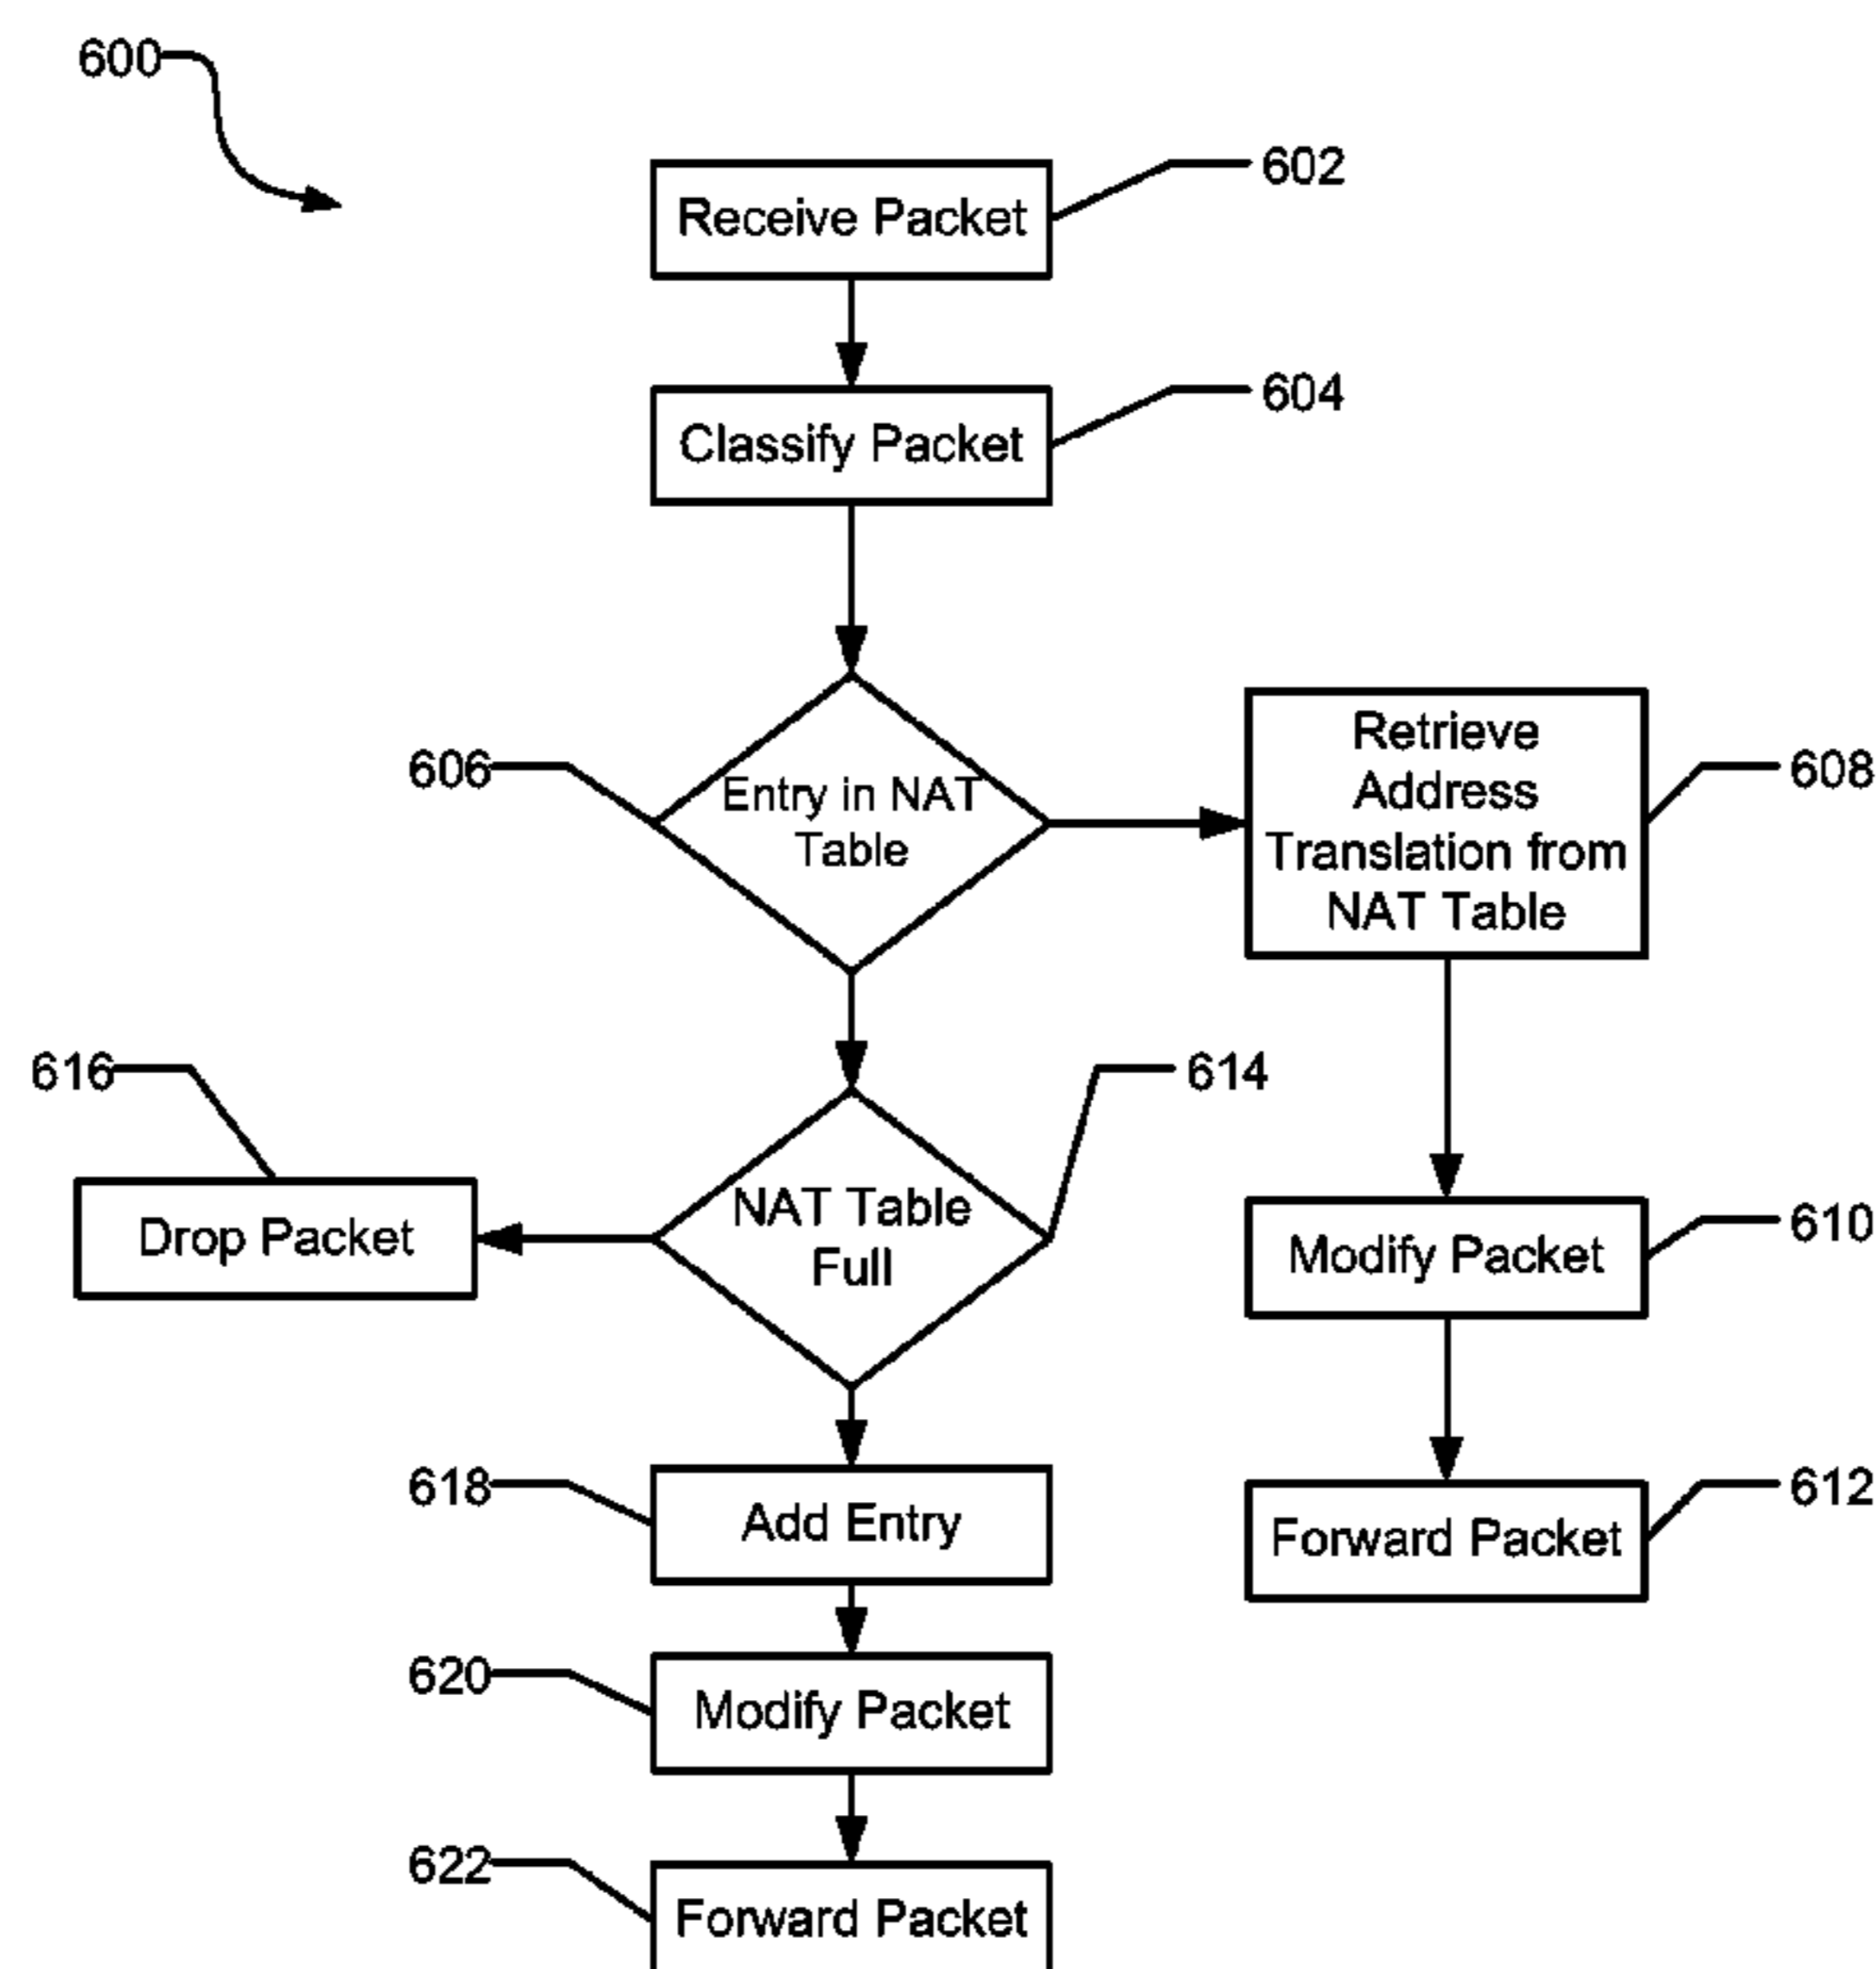 600
Receive Packet
602
Classify Packet
604
606
Entry in NAT
Table
Retrieve
Address
Translation from
NAT Table
608
616
614
Drop Packet
NAT Table
Full
Modify Packet
610
618
Add Entry
Forward Packet
612
620
Modify Packet
622
Forward Packet